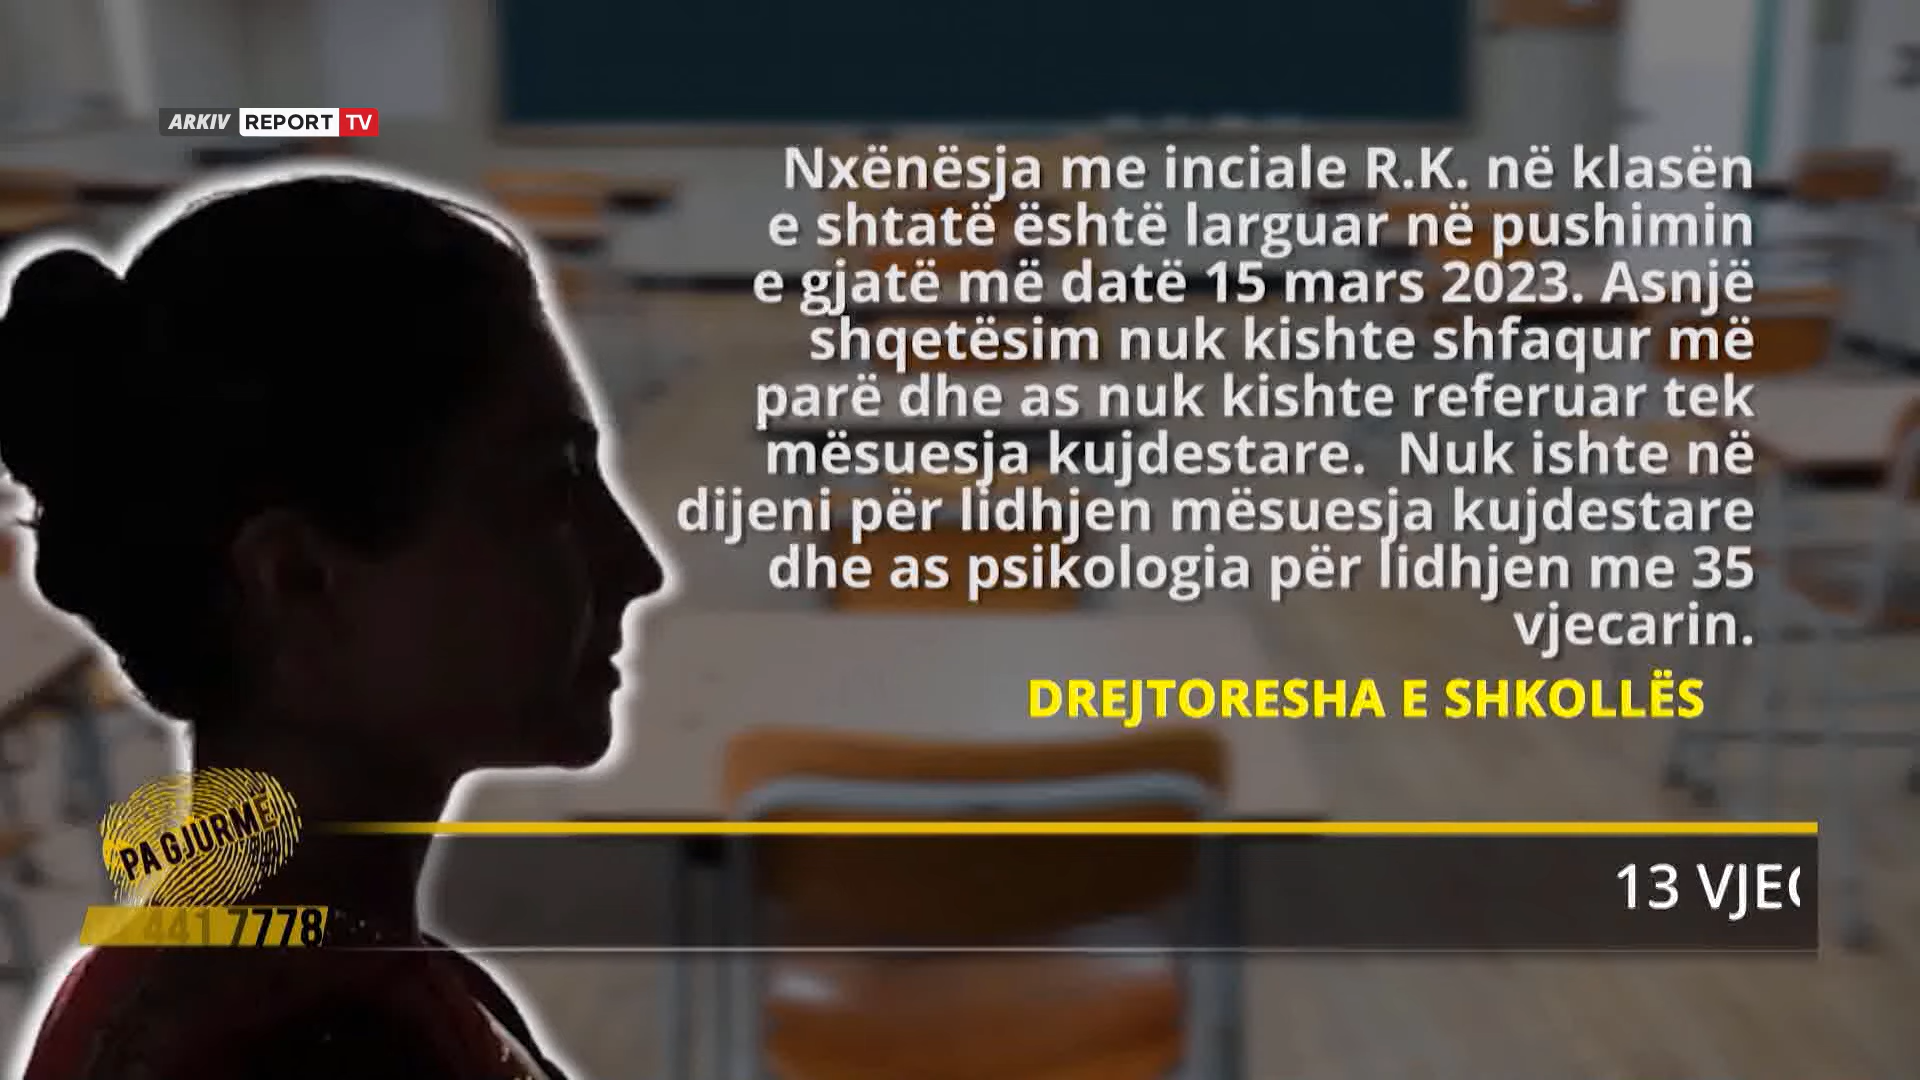 ARKIV REPORT TV
Nxënësja me inciale R.K. në klasën
e shtatë është larguar në pushimin
e gjatë më datë 15 mars 2023. Asnjë
shqetësim nuk kishte shfaqur më
parë dhe as nuk kishte referuar tek
mësuesja kujdestare. Nuk ishte në
dijeni për lidhjen mësuesja kujdestare
dhe as psikologia për lidhjen me 35
vjecarin.
DREJTORESHA E SHKOLLËS
PA GJURMË
441 7778
13